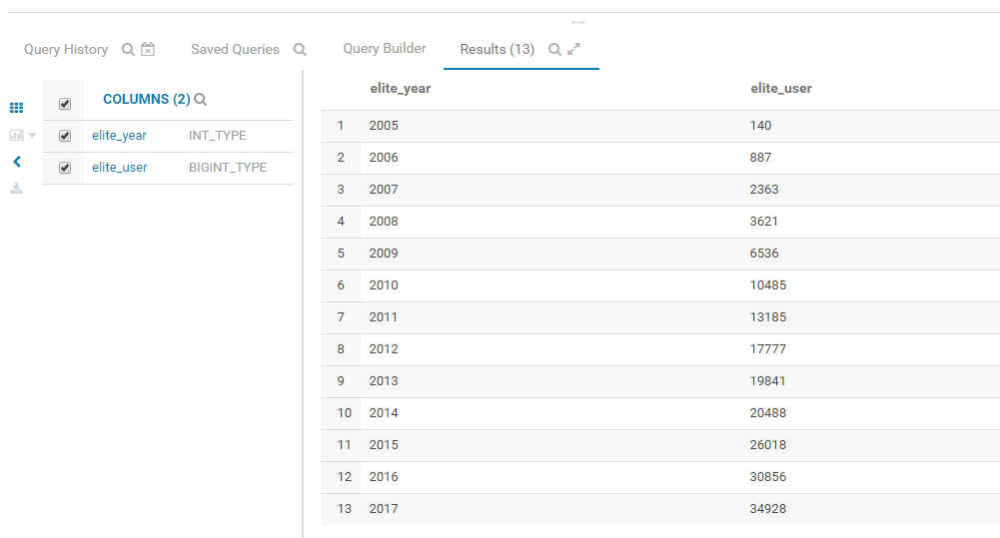 Query History Saved Queries Query Builder Results (13)
COLUMNS (2)
elite_year INT_TYPE
elite_user BIGINT_TYPE
elite_year elite_user
1 2005 140
2 2006 887
3 2007 2363
4 2008 3621
5 2009 6536
6 2010 10485
7 2011 13185
8 2012 17777
9 2013 19841
10 2014 20488
11 2015 26018
12 2016 30856
13 2017 34928